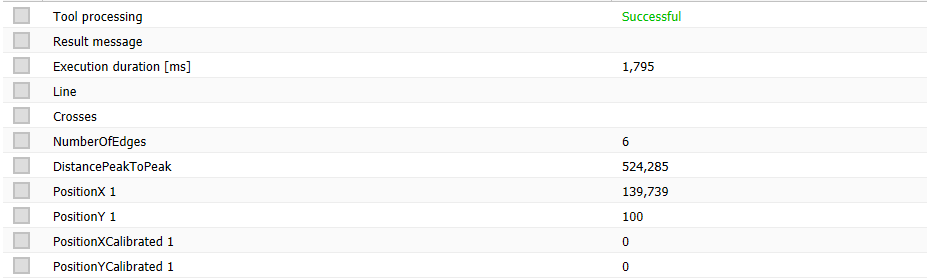 Tool processing Successful
Result message
Execution duration [ms] 1,795
Line
Crosses
NumberOfEdges 6
DistancePeakToPeak 524,285
PositionX 1 139,739
PositionY 1 100
PositionXCalibrated 1 0
PositionYCalibrated 1 0